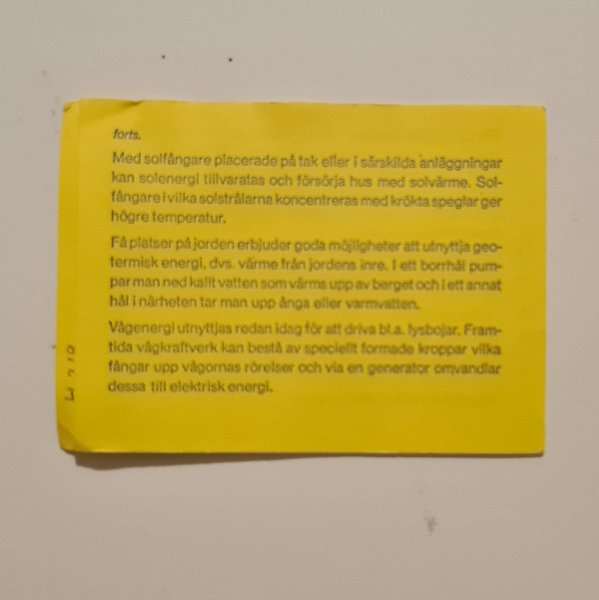 forts.
Med solfångare placerade på tak eller i särskilda anläggningar
kan solenergi tillvaratas och försörja hus med solvärme. Sol-
fångare i vilka solstrålarna koncentreras med krökta speglar ger
högre temperatur.
Få platser på jorden erbjuder goda möjligheter att utnyttja geo-
termisk energi, dvs. värme från jordens inre. I ett borrhål pum-
par man ned kallt vatten som värms upp av berget och i ett annat
hål i närheten tar man upp ånga eller varmvatten.
Vågenergi utnyttjas redan idag för att driva bl.a. lysbojar. Fram-
tida vågkraftverk kan bestå av speciellt formade kroppar vilka
fångar upp vågornas rörelser och via en generator omvandlar
dessa till elektrisk energi.